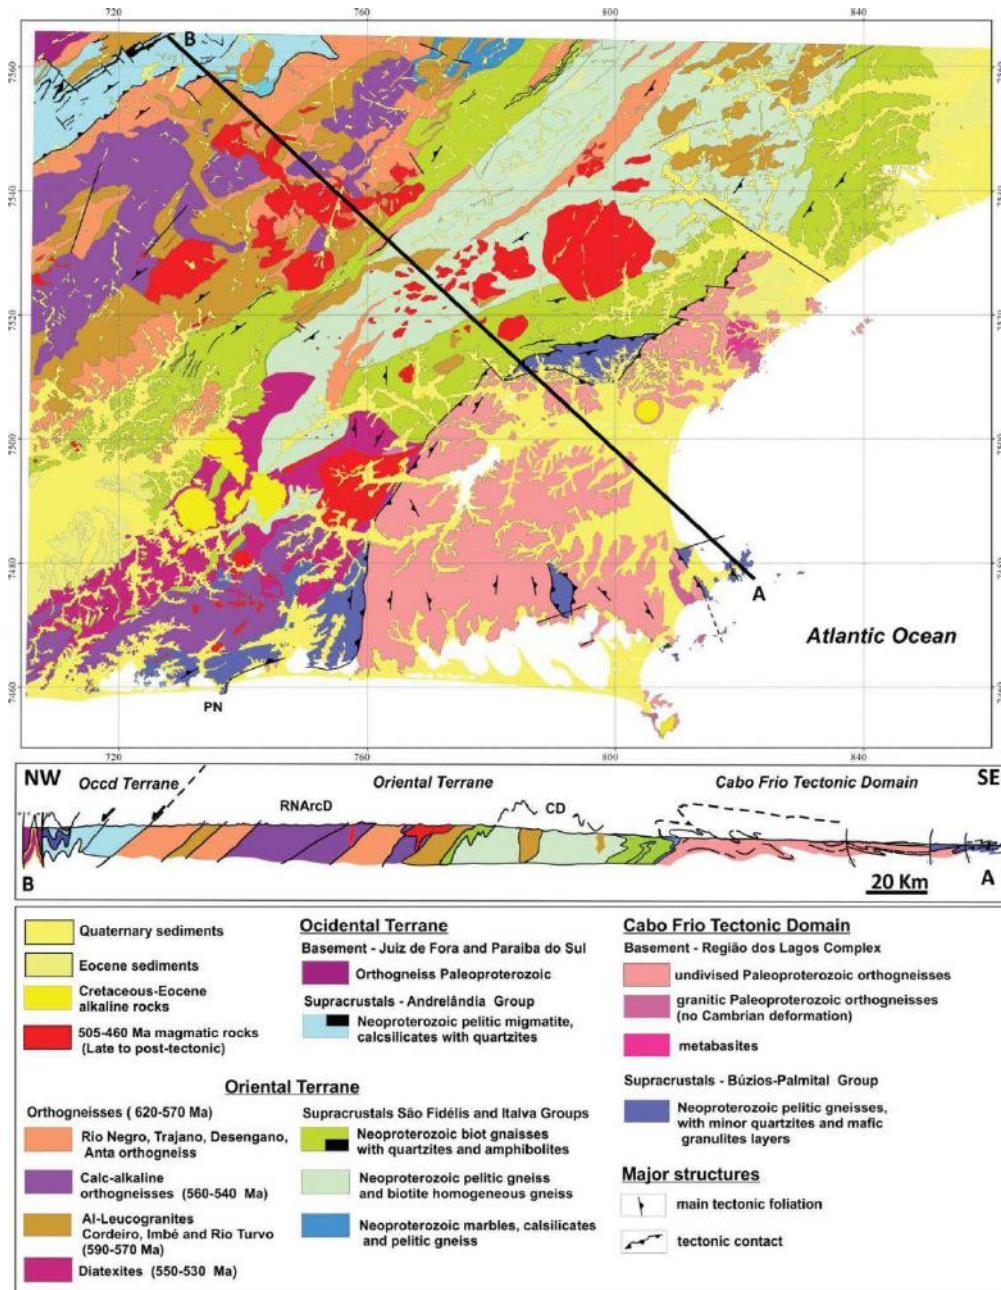 720
760
800
840
B
7560
7560
7540
7540
7520
7520
7500
7500
7480
7480
A
Atlantic Ocean
7460
7460
PN
720
760
800
840
NW
SE
Occd Terrane
Oriental Terrane
Cabo Frio Tectonic Domain
RNArcD
CD
B
A
20 Km
Quaternary sediments
Eocene sediments
Cretaceous-Eocene
alkaline rocks
505-460 Ma magmatic rocks
(Late to post-tectonic)
Ocidental Terrane
Basement - Juiz de Fora and Paraiba do Sul
Orthogneiss Paleoproterozoic
Supracrustals - Andrelândia Group
Neoproterozoic pelitic migmatite,
calcsilicates with quartzites
Cabo Frio Tectonic Domain
Basement - Região dos Lagos Complex
undivised Paleoproterozoic orthogneisses
granitic Paleoproterozoic orthogneisses
(no Cambrian deformation)
metabasites
Supracrustals - Búzios-Palmital Group
Neoproterozoic pelitic gneisses,
with minor quartzites and mafic
granulites layers
Oriental Terrane
Orthogneisses ( 620-570 Ma)
Rio Negro, Trajano, Desengano,
Anta orthogneiss
Calc-alkaline
orthogneisses (560-540 Ma)
Al-Leucogranites
Cordeiro, Imbé and Rio Turvo
(590-570 Ma)
Diatexites (550-530 Ma)
Supracrustals São Fidélis and Italva Groups
Neoproterozoic biot gnaisses
with quartzites and amphibolites
Neoproterozoic pelitic gneiss
and biotite homogeneous gneiss
Neoproterozoic marbles, calsilicates
and pelitic gneiss
Major structures
main tectonic foliation
tectonic contact